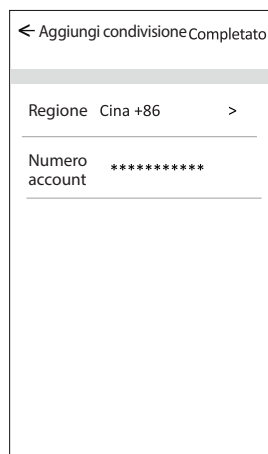 ← Aggiungi condivisione Completato
Regione Cina +86 >
Numero account ***********